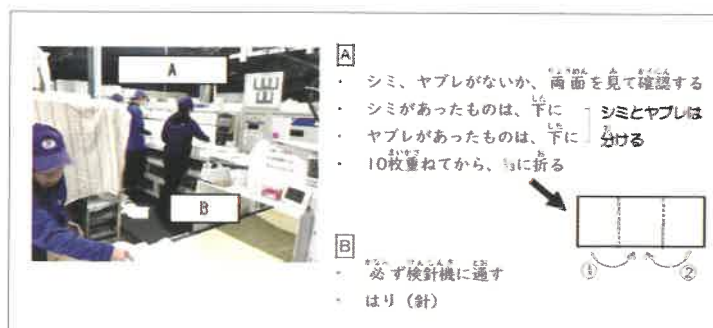 A
B
A
・ シミ、ヤブレがないか、両面を見て確認する
・ シミがあったものは、下に
・ ヤブレがあったものは、下に
シミとヤブレは
分ける
・ 10枚重ねてから、⅓に折る
① ②
B
・ 必ず検針機に通す
・ はり（針）